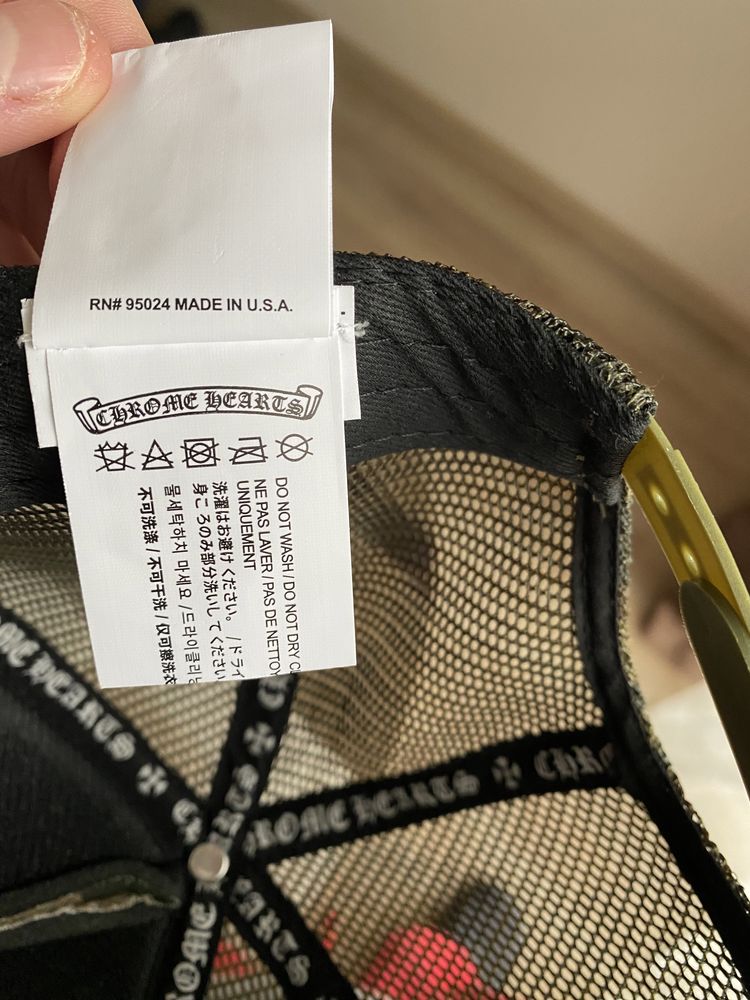 RN# 95024 MADE IN U.S.A.
CHROME HEARTS
DO NOT WASH / DO NOT DRY C
NE PAS LAVER / PAS DE NETTOY
UNIQUEMENT
洗濯はお避けください。 / ドライ
身ごろのみ部分洗いしてください
물세탁하지 마세요 / 드라이클리닝
不可洗涤 / 不可干洗 / 仅可擦洗衣
HEARTS
CHROME HEARTS
CHRO
ARTS
ROME